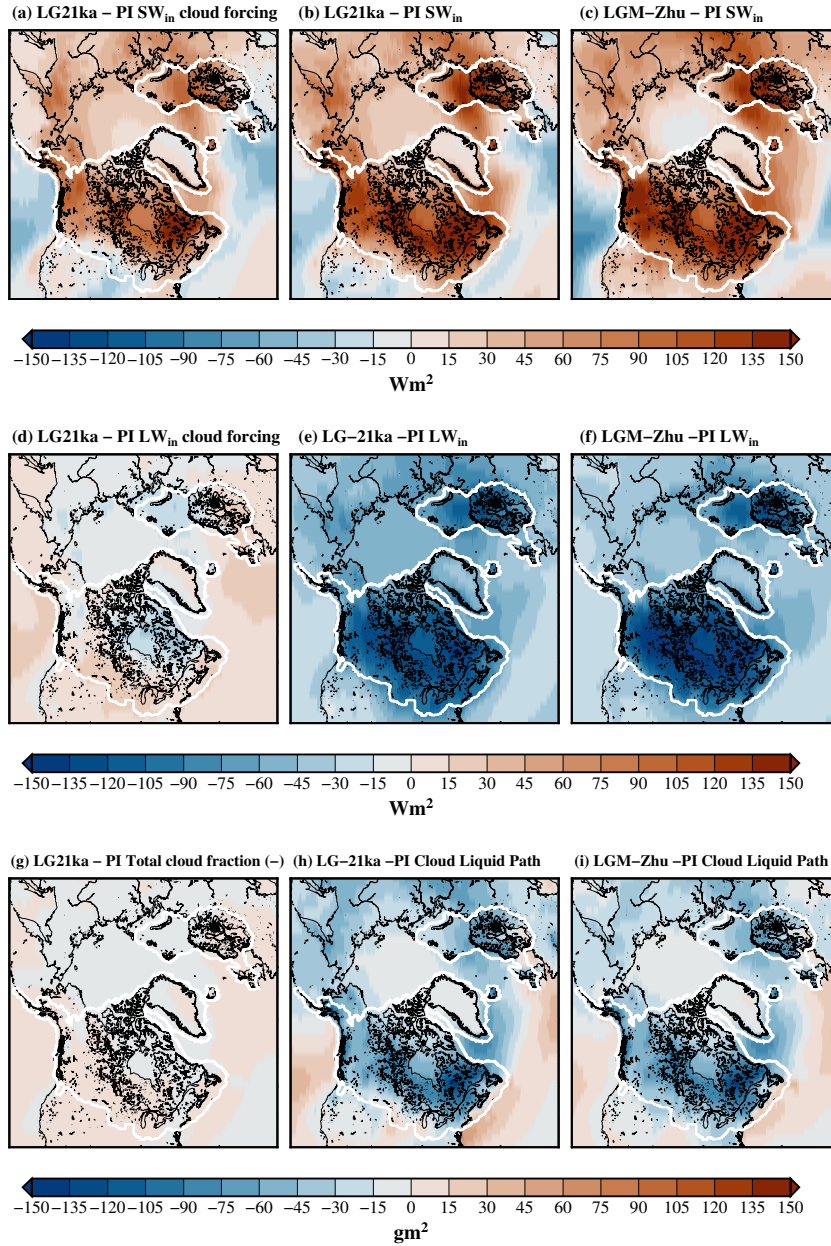 (a) LG21ka − PI SWin cloud forcing (b) LG21ka − PI SWin (c) LGM−Zhu − PI SWin
−150 −135 −120 −105 −90 −75 −60 −45 −30 −15 0 15 30 45 60 75 90 105 120 135 150
Wm²
(d) LG21ka − PI LWin cloud forcing (e) LG−21ka −PI LWin (f) LGM−Zhu −PI LWin
−150 −135 −120 −105 −90 −75 −60 −45 −30 −15 0 15 30 45 60 75 90 105 120 135 150
Wm²
(g) LG21ka − PI Total cloud fraction (−) (h) LG−21ka −PI Cloud Liquid Path (i) LGM−Zhu −PI Cloud Liquid Path
−150 −135 −120 −105 −90 −75 −60 −45 −30 −15 0 15 30 45 60 75 90 105 120 135 150
gm²